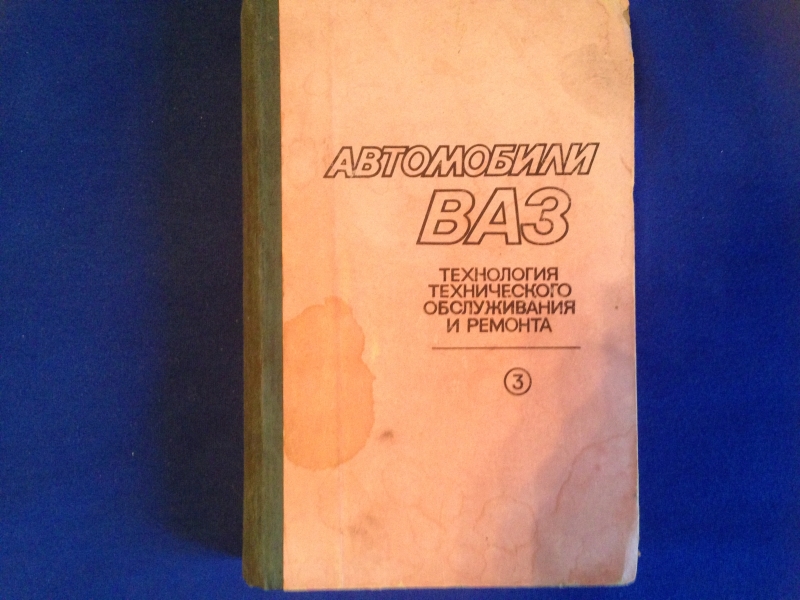 АВТОМОБИЛИ
ВАЗ
ТЕХНОЛОГИЯ
ТЕХНИЧЕСКОГО
ОБСЛУЖИВАНИЯ
И РЕМОНТА
3